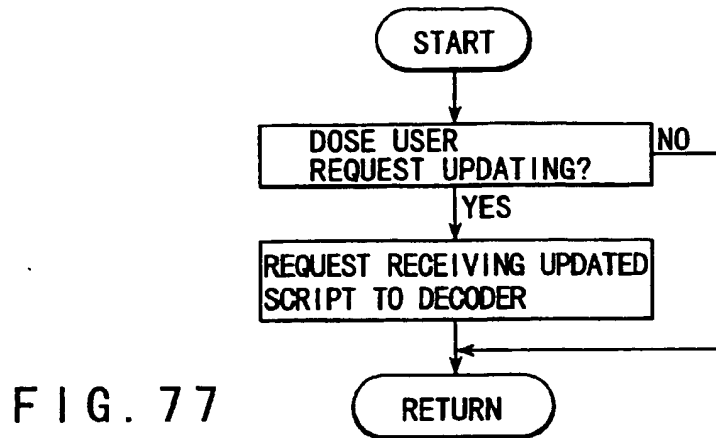 START
DOSE USER
REQUEST UPDATING?
NO
YES
REQUEST RECEIVING UPDATED
SCRIPT TO DECODER
RETURN
FIG. 77